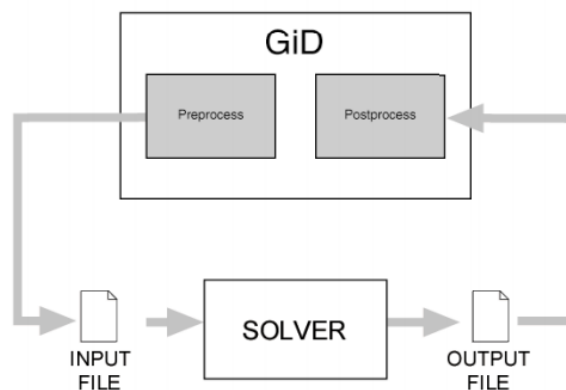 GiD
Preprocess
Postprocess
SOLVER
INPUT
FILE
OUTPUT
FILE